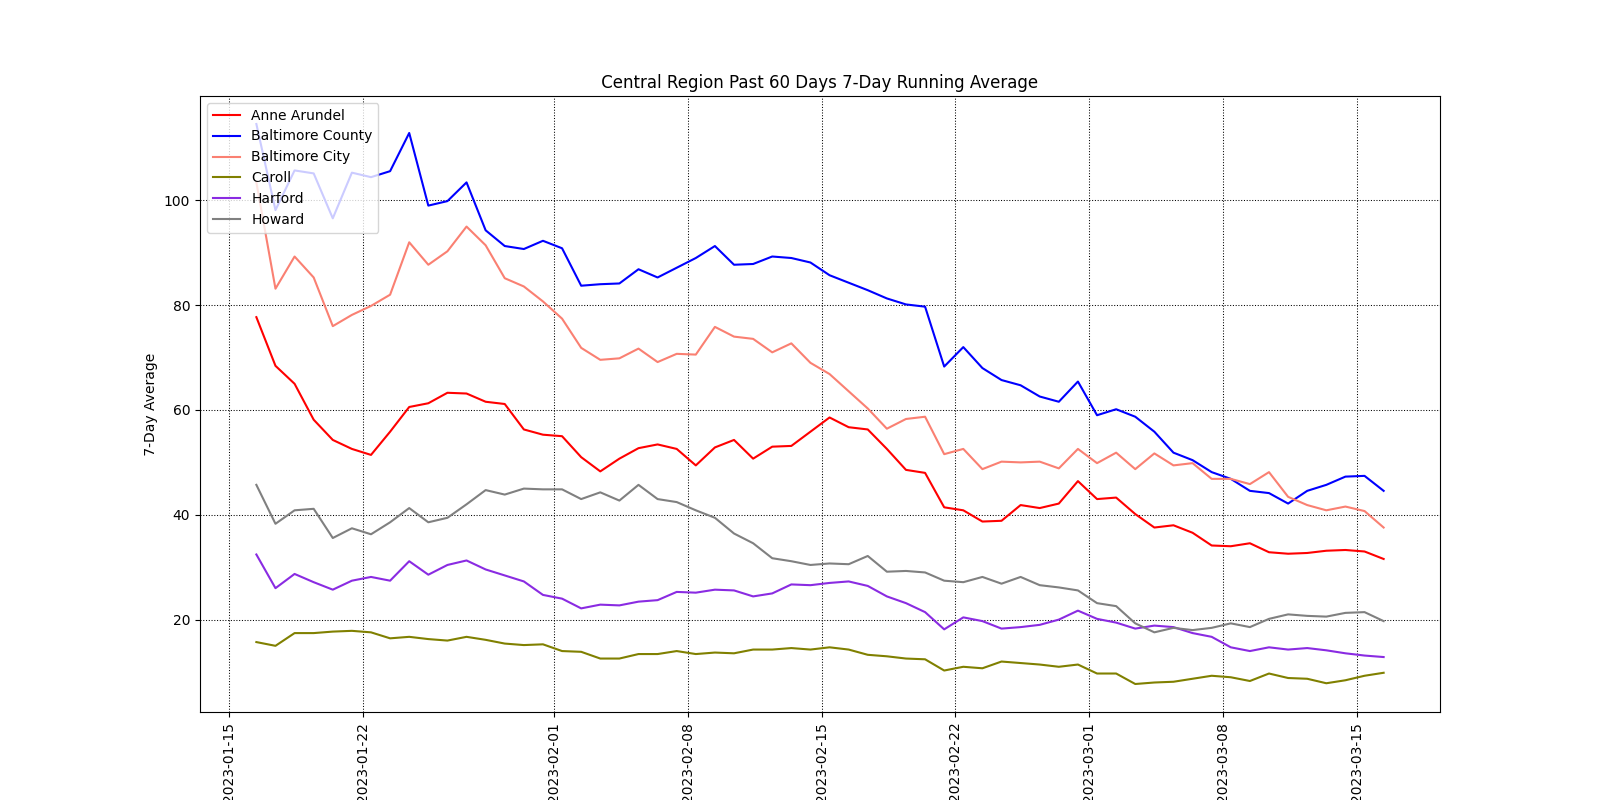 Central Region Past 60 Days 7-Day Running Average
Anne Arundel
Baltimore County
Baltimore City
Caroll
Harford
Howard
100
80
60
40
20
7-Day Average
2023-01-15
2023-01-22
2023-02-01
2023-02-08
2023-02-15
2023-02-22
2023-03-01
2023-03-08
2023-03-15